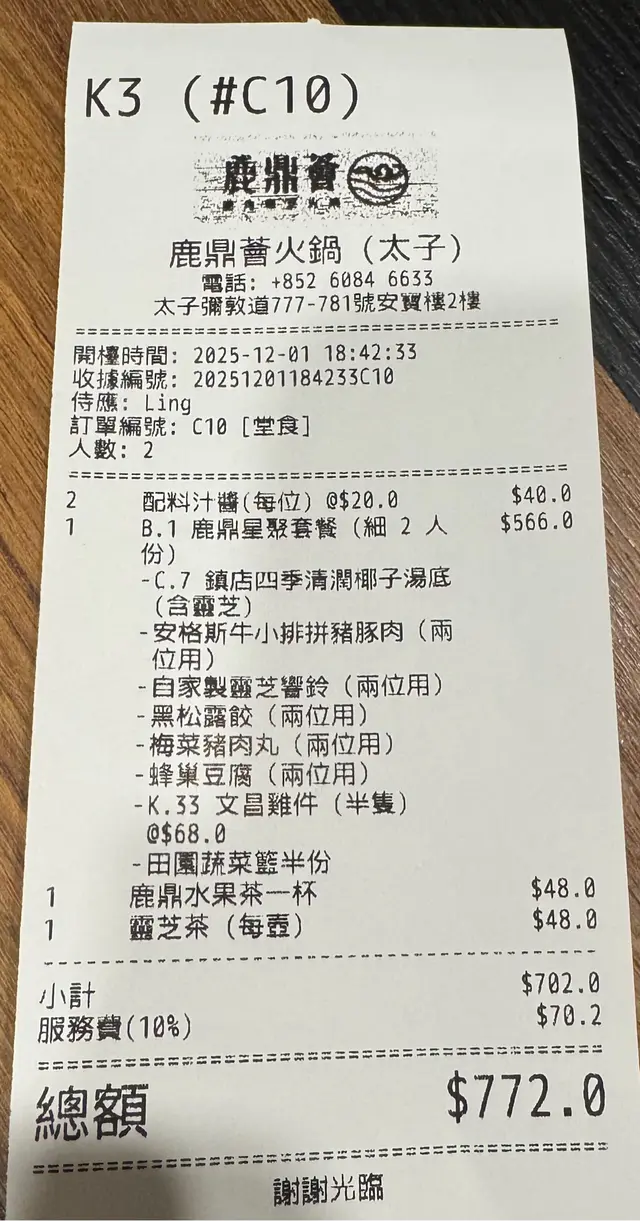 K3 (#C10)
鹿鼎薈
鹿鼎薈火鍋 (太子)
電話: +852 6084 6633
太子彌敦道777-781號安寶樓2樓
開檯時間: 2025-12-01 18:42:33
收據編號: 20251201184233C10
侍應: Ling
訂單編號: C10 [堂食]
人數: 2
2 配料汁醬(每位) @$20.0 $40.0
1 B.1 鹿鼎星聚套餐 (細 2 人 $566.0
份)
-C.7 鎮店四季清潤椰子湯底
(含靈芝)
-安格斯牛小排拼豬豚肉 (兩
位用)
-自家製靈芝響鈴 (兩位用)
-黑松露餃 (兩位用)
-梅菜豬肉丸 (兩位用)
-蜂巢豆腐 (兩位用)
-K.33 文昌雞件 (半隻)
@$68.0
-田園蔬菜籃半份
1 鹿鼎水果茶一杯 $48.0
1 靈芝茶 (每壺) $48.0
小計 $702.0
服務費(10%) $70.2
總額 $772.0
謝謝光臨